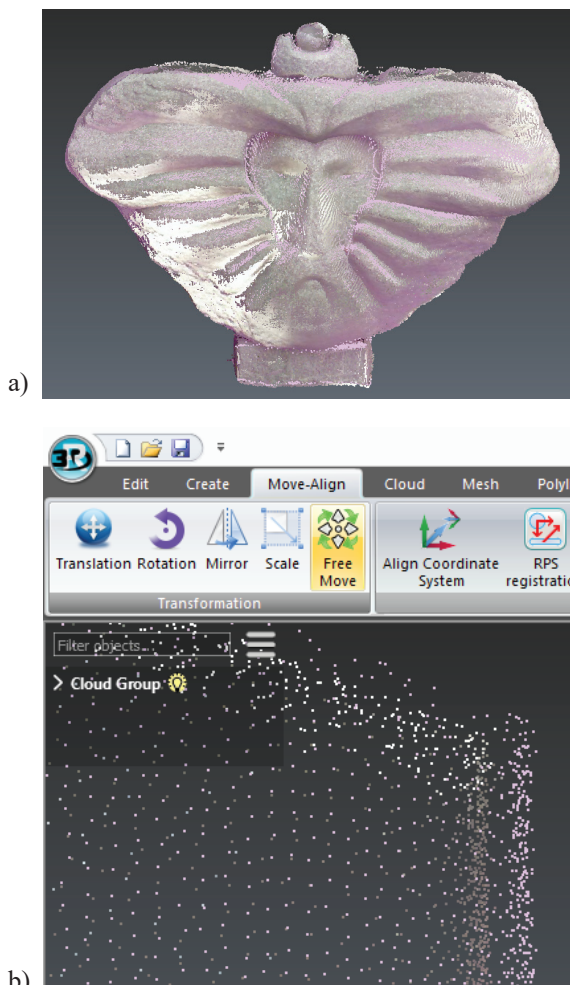 a)
3DR
Edit Create Move-Align Cloud Mesh
Translation Rotation Mirror Scale Free Move Align Coordinate System RPS
Transformation
Filter objects...
Cloud Group
b)